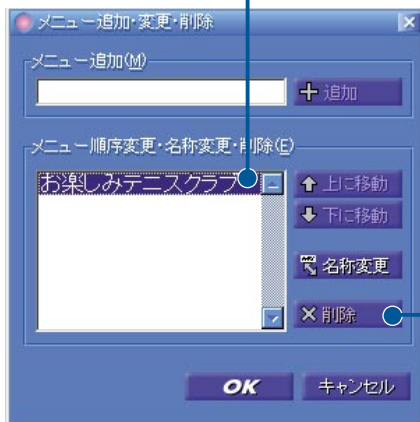 メニュー追加・変更・削除
メニュー追加(M)
追加
メニュー順序変更・名称変更・削除(E)
お楽しみテニスクラブ
上に移動
下に移動
名称変更
削除
OK キャンセル